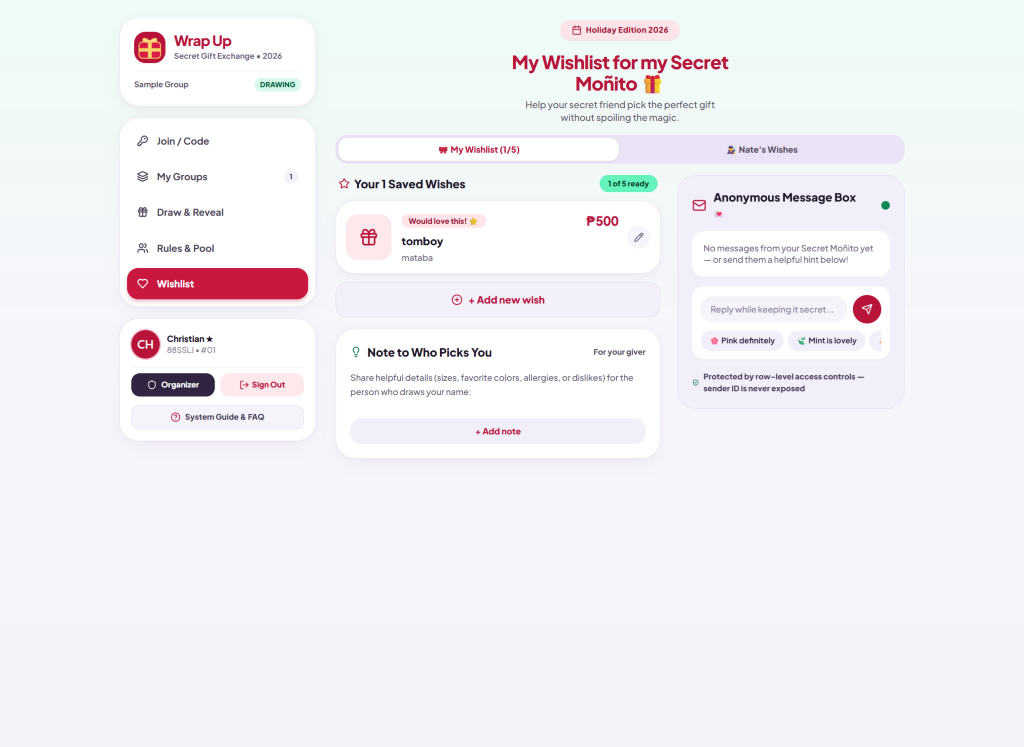 Wrap Up
Secret Gift Exchange • 2026
Sample Group
DRAWING
Join / Code
My Groups
1
Draw & Reveal
Rules & Pool
Wishlist
CH
Christian ★
88SSLJ • #01
Organizer
Sign Out
System Guide & FAQ
Holiday Edition 2026
My Wishlist for my Secret
Moñito 🎁
Help your secret friend pick the perfect gift
without spoiling the magic.
My Wishlist (1/5)
Nate's Wishes
Your 1 Saved Wishes
1 of 5 ready
Would love this! ⭐
₱500
tomboy
mataba
+ Add new wish
Note to Who Picks You
For your giver
Share helpful details (sizes, favorite colors, allergies, or dislikes) for the
person who draws your name:
+ Add note
Anonymous Message Box
💌
No messages from your Secret Moñito yet
— or send them a helpful hint below!
Reply while keeping it secret...
🌸 Pink definitely
🌿 Mint is lovely
Protected by row-level access controls —
sender ID is never exposed